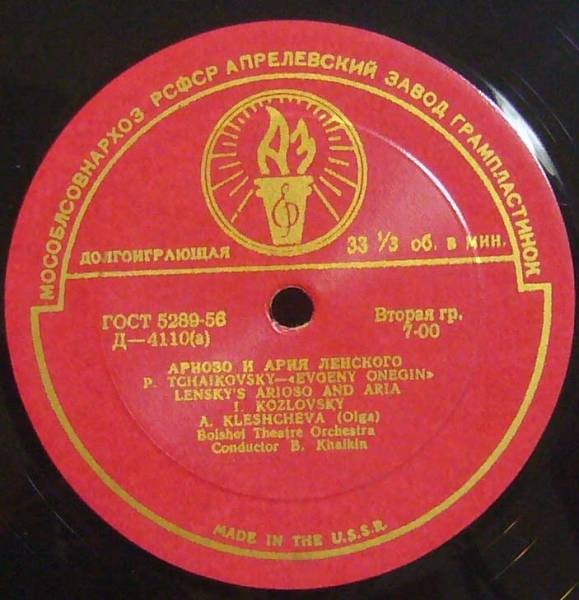 МОСОБЛСОВНАРХОЗ РСФСР АПРЕЛЕВСКИЙ ЗАВОД ГРАМПЛАСТИНОК
АЗ
ДОЛГОИГРАЮЩАЯ
33 1/3 об. в мин.
ГОСТ 5289-56
Д—4110(а)
Вторая гр.
7-00
АРИОЗО И АРИЯ ЛЕНСКОГО
P. TCHAIKOVSKY—«EVGENY ONEGIN»
LENSKY'S ARIOSO AND ARIA
I. KOZLOVSKY
A. KLESHCHEVA (Olga)
Bolshoi Theatre Orchestra
Conductor B. Khaikin
MADE IN THE U.S.S.R.